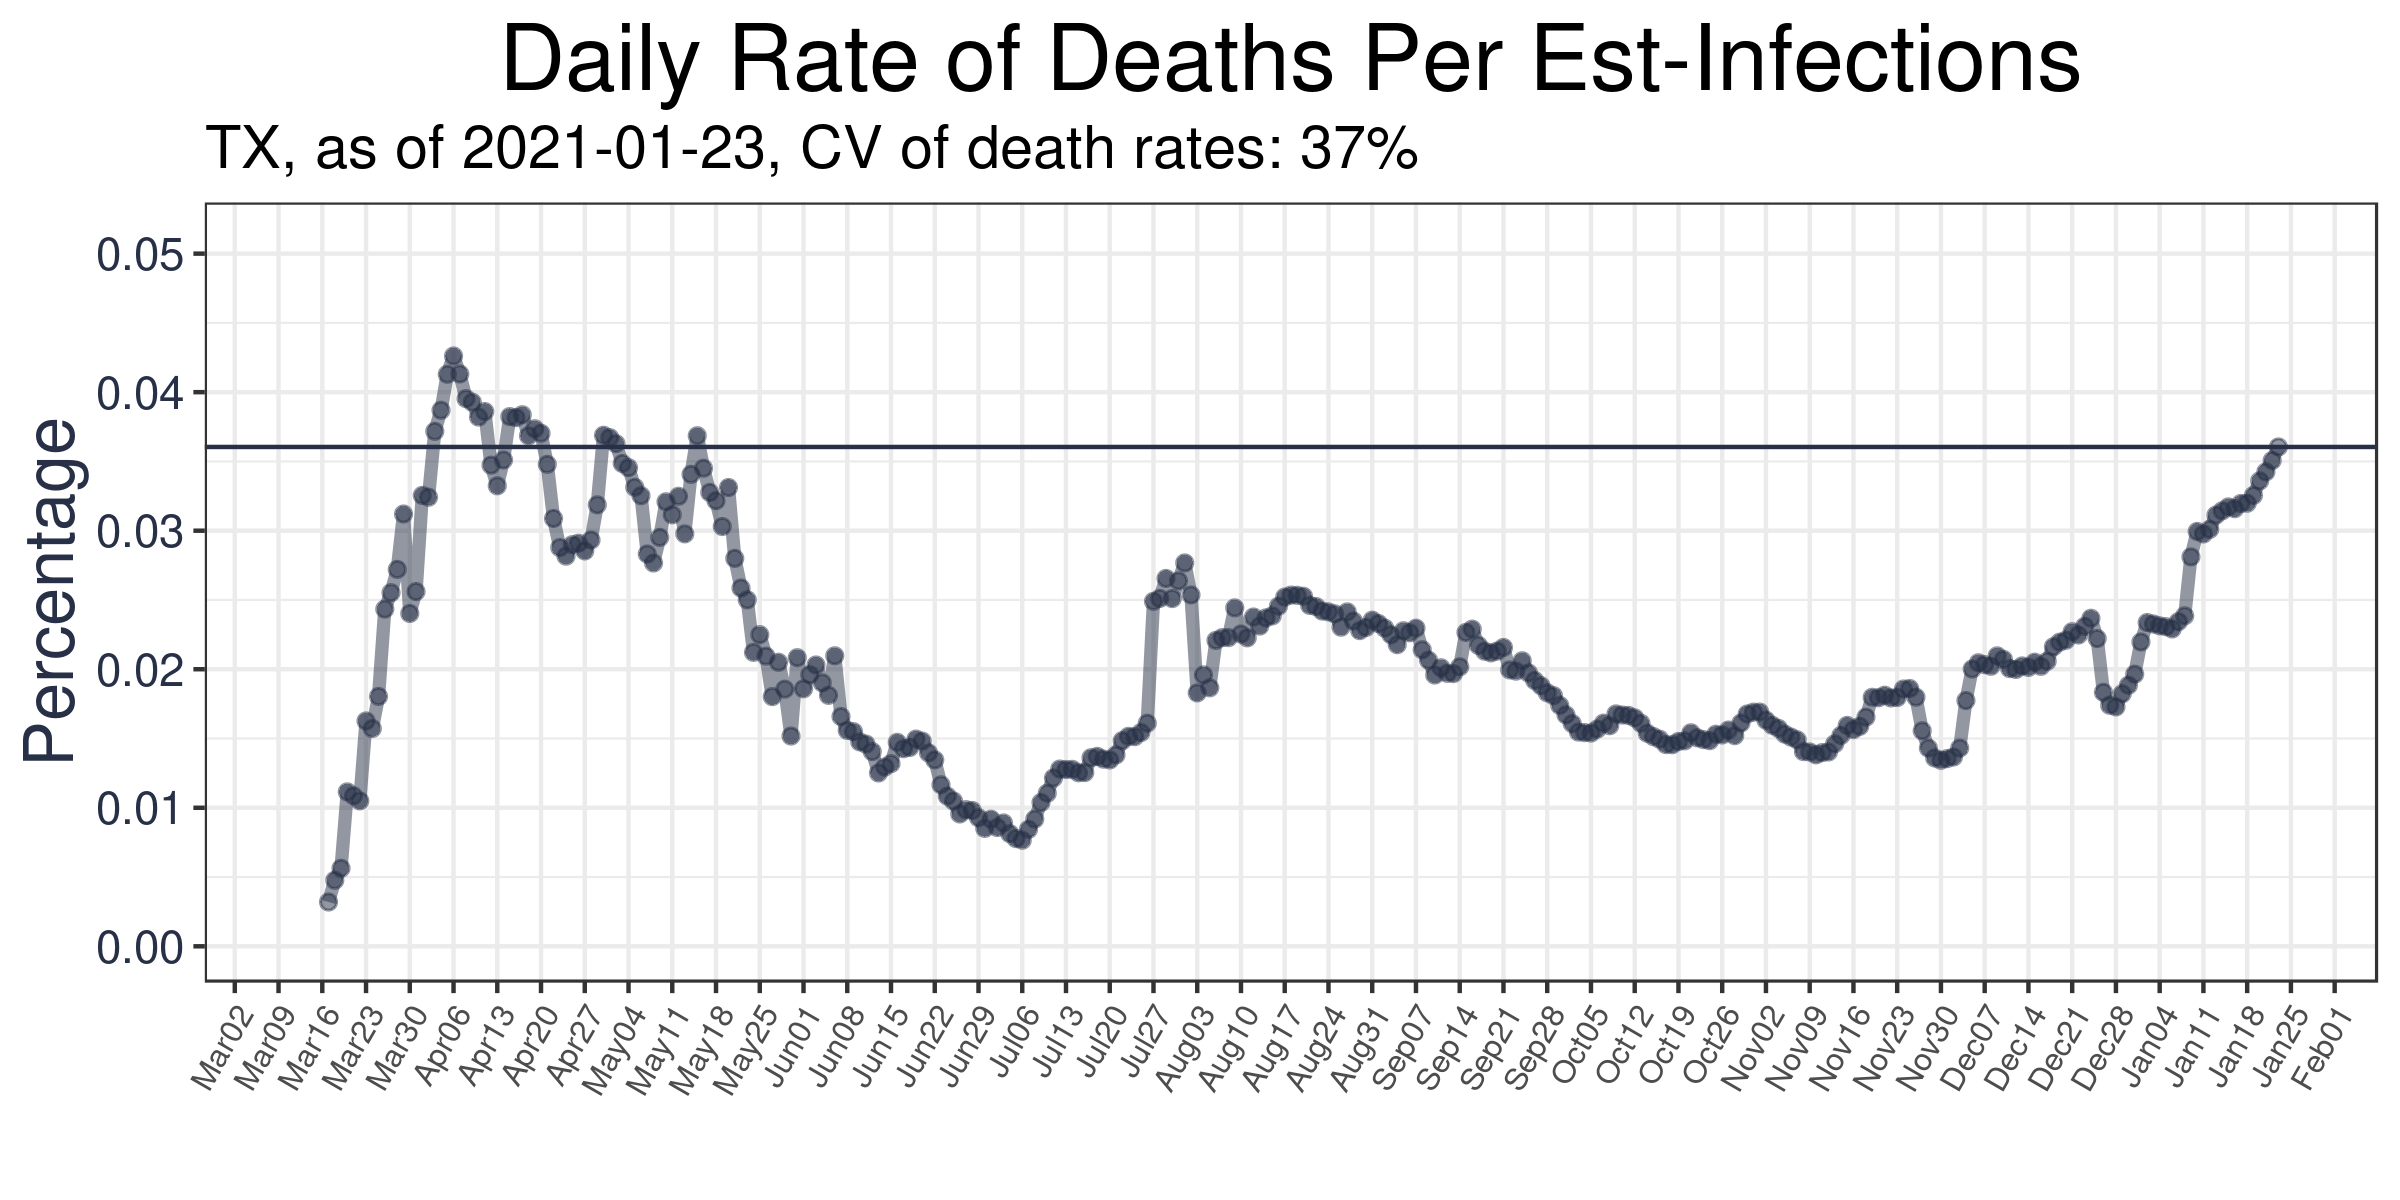 Daily Rate of Deaths Per Est-Infections
TX, as of 2021-01-23, CV of death rates: 37%
Percentage
0.05
0.04
0.03
0.02
0.01
0.00
Mar02 Mar09 Mar16 Mar23 Mar30 Apr06 Apr13 Apr20 Apr27 May04 May11 May18 May25 Jun01 Jun08 Jun15 Jun22 Jun29 Jul06 Jul13 Jul20 Jul27 Aug03 Aug10 Aug17 Aug24 Aug31 Sep07 Sep14 Sep21 Sep28 Oct05 Oct12 Oct19 Oct26 Nov02 Nov09 Nov16 Nov23 Nov30 Dec07 Dec14 Dec21 Dec28 Jan04 Jan11 Jan18 Jan25 Feb01